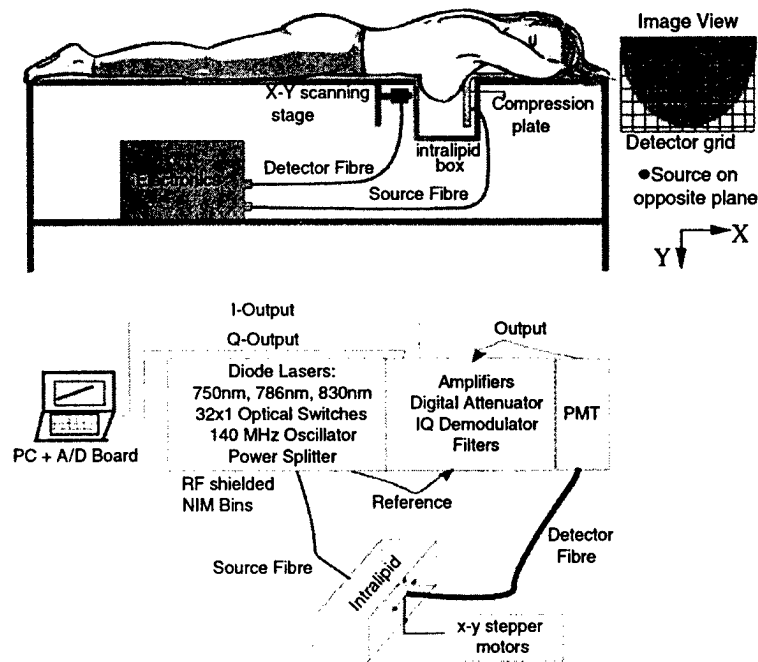 Image View
X-Y scanning
stage
Compression
plate
intralipid
box
Detector Fibre
Source Fibre
Electronics
Detector grid
Source on
opposite plane
X
Y
I-Output
Q-Output
Output
Diode Lasers:
750nm, 786nm, 830nm
32x1 Optical Switches
140 MHz Oscillator
Power Splitter
Amplifiers
Digital Attenuator
IQ Demodulator
Filters
PMT
PC + A/D Board
RF shielded
NIM Bins
Reference
Detector
Fibre
Source Fibre
Intralipid
x-y stepper
motors